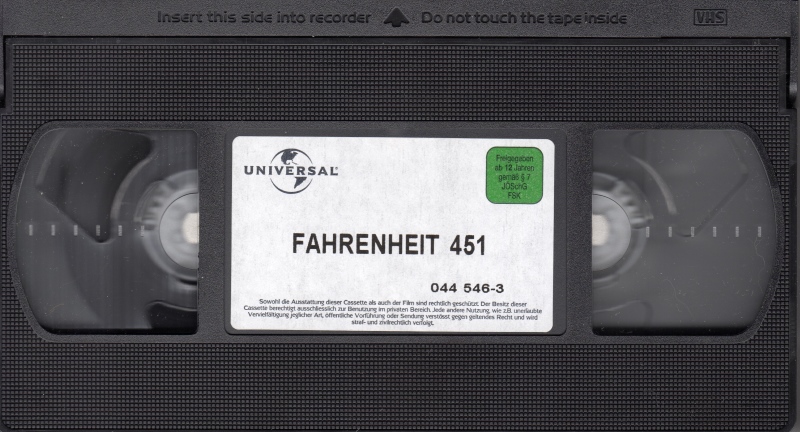 Insert this side into recorder Do not touch the tape inside VHS
UNIVERSAL
Freigegeben
ab 12 Jahren
gemäß § 7
JÖSchG
FSK
FAHRENHEIT 451
044 546-3
Sowohl die Ausstattung dieser Cassette als auch der Film sind rechtlich geschützt. Der Besitz dieser
Cassette berechtigt ausschliesslich zur Benutzung im privaten Bereich. Jede andere Nutzung, wie z.B. unerlaubte
Vervielfältigung jeglicher Art, öffentliche Vorführung oder Sendung verstösst gegen geltendes Recht und wird
straf- und zivilrechtlich verfolgt.